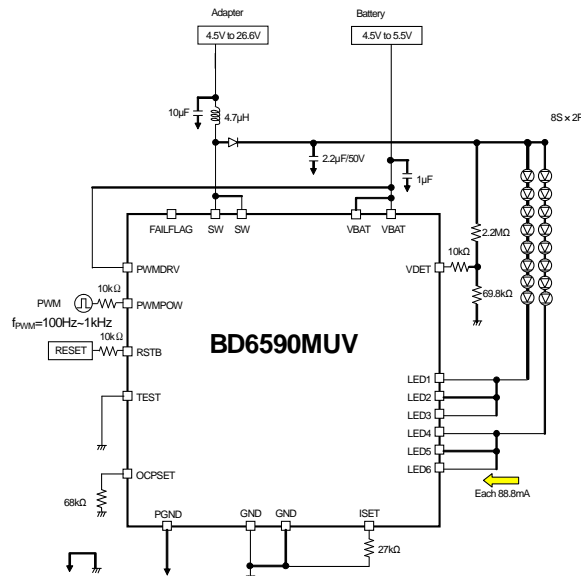 Adapter
Battery
4.5V to 26.6V
4.5V to 5.5V
10µF
4.7µH
8S × 2P
2.2µF/50V
1µF
FAILFLAG
SW
SW
VBAT
VBAT
2.2MΩ
PWMDRV
VDET
10kΩ
PWM
10kΩ
PWMPOW
69.8kΩ
fPWM=100Hz~1kHz
10kΩ
RESET
RSTB
BD6590MUV
LED1
TEST
LED2
LED3
LED4
LED5
OCPSET
LED6
Each 88.8mA
68kΩ
PGND
GND
GND
ISET
27kΩ